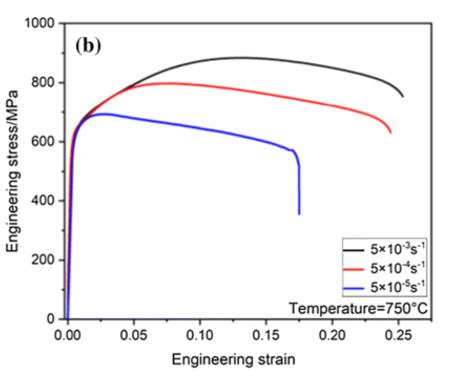 (b)
Engineering stress/MPa
1000
800
600
400
200
0
0.00 0.05 0.10 0.15 0.20 0.25
Engineering strain
5×10⁻³s⁻¹
5×10⁻⁴s⁻¹
5×10⁻⁵s⁻¹
Temperature=750°C